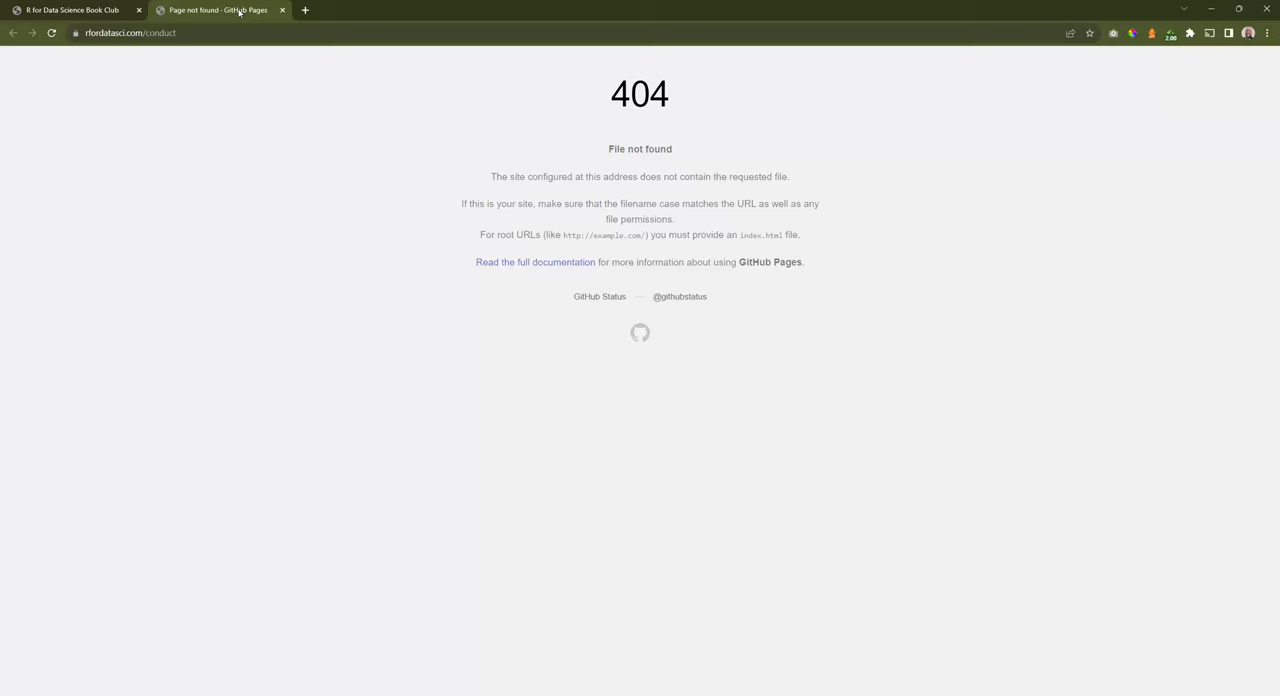 R for Data Science Book Club
Page not found · GitHub Pages
rfordatasci.com/conduct
2.00
404
File not found
The site configured at this address does not contain the requested file.
If this is your site, make sure that the filename case matches the URL as well as any
file permissions.
For root URLs (like http://example.com/) you must provide an index.html file.
Read the full documentation for more information about using GitHub Pages.
GitHub Status — @githubstatus